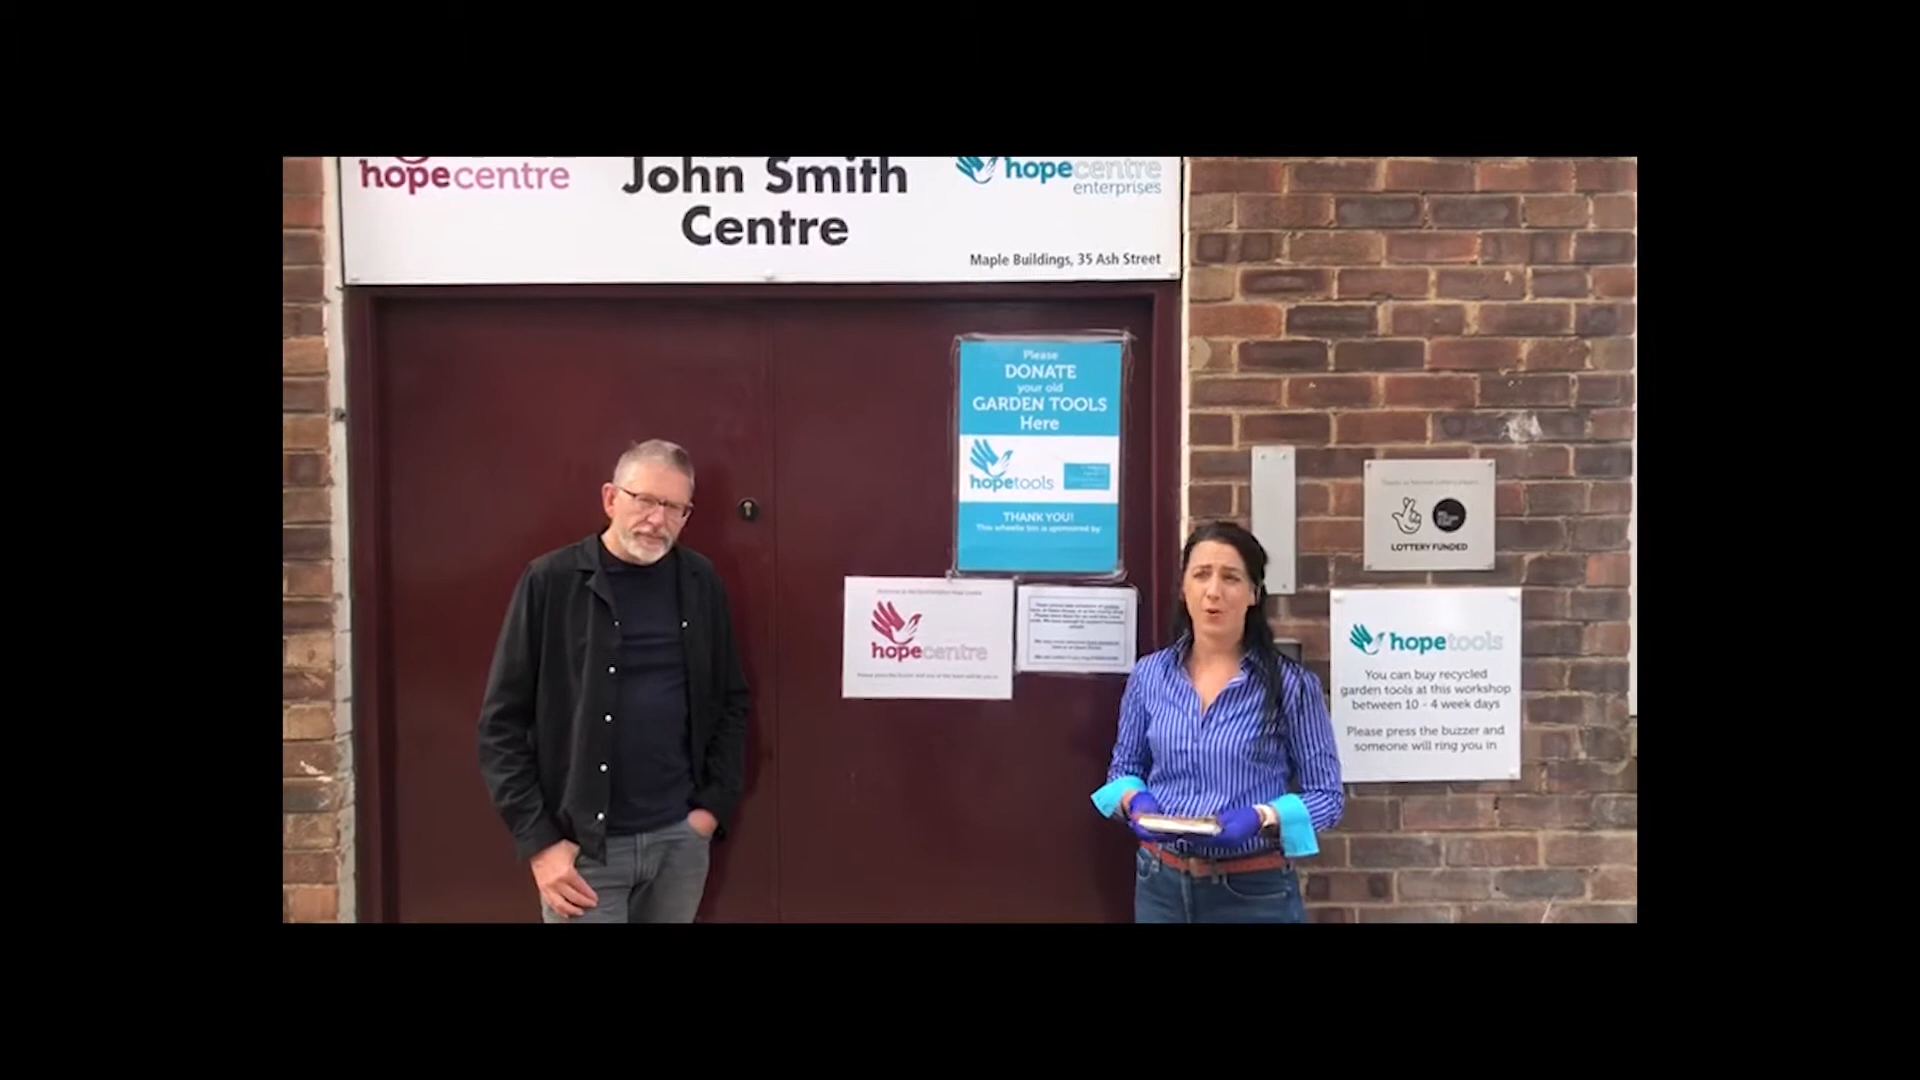 hopecentre
John Smith
Centre
hopecentre
enterprises
Maple Buildings, 35 Ash Street
Please
DONATE
your old
GARDEN TOOLS
Here
hopetools
THANK YOU!
This wheelie bin is sponsored by
hopecentre
LOTTERY FUNDED
hopetools
You can buy recycled
garden tools at this workshop
between 10 - 4 week days
Please press the buzzer and
someone will ring you in